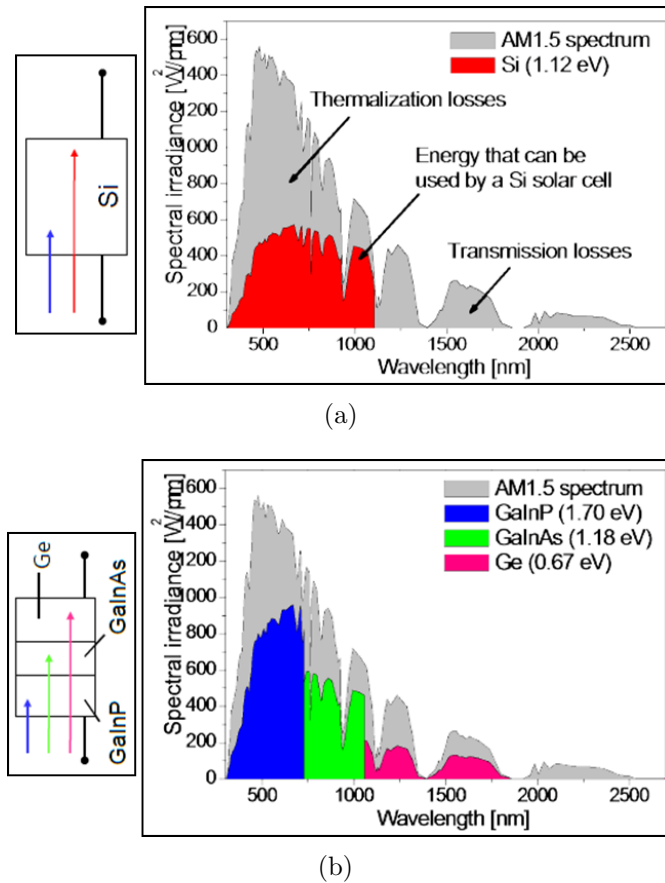 Si
Spectral irradiance [W/m²µm]
1600
1400
1200
1000
800
600
400
200
0
AM1.5 spectrum
Si (1.12 eV)
Thermalization losses
Energy that can be
used by a Si solar cell
Transmission losses
500
1000
1500
2000
2500
Wavelength [nm]
(a)
Ge
GaInAs
GaInP
Spectral irradiance [W/m²µm]
1600
1400
1200
1000
800
600
400
200
0
AM1.5 spectrum
GaInP (1.70 eV)
GaInAs (1.18 eV)
Ge (0.67 eV)
500
1000
1500
2000
2500
Wavelength [nm]
(b)